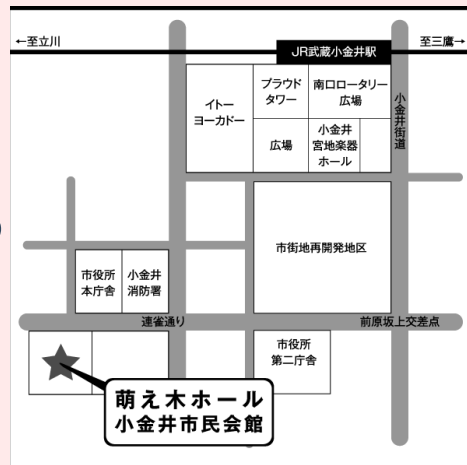 ←至立川
至三鷹→
JR武蔵小金井駅
イトー
ヨーカドー
プラウド
タワー
南口ロータリー
広場
広場
小金井
宮地楽器
ホール
小金井街道
市街地再開発地区
市役所
本庁舎
小金井
消防署
連雀通り
前原坂上交差点
市役所
第二庁舎
萌え木ホール
小金井市民会館